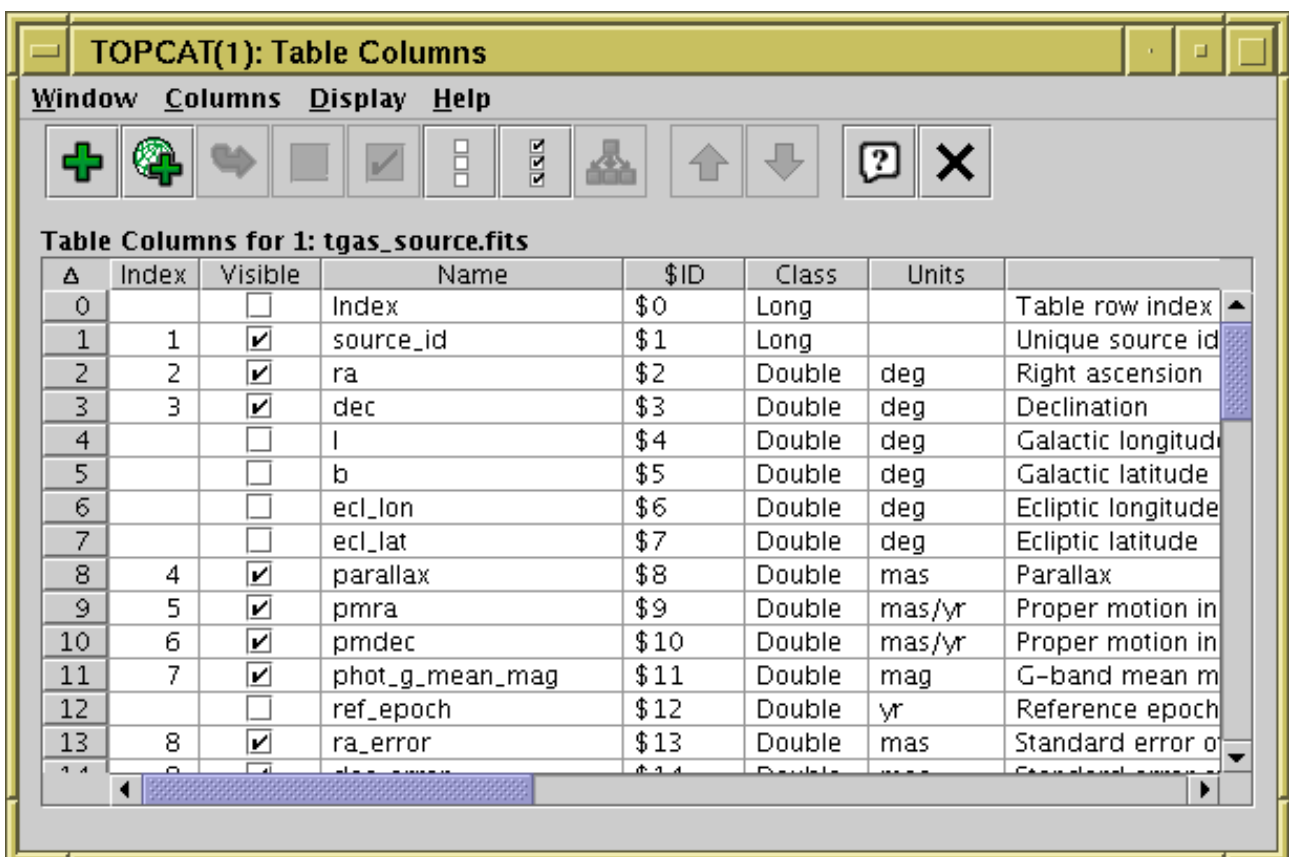 TOPCAT(1): Table Columns
Window Columns Display Help
Table Columns for 1: tgas_source.fits
Δ Index Visible Name $ID Class Units
0 Index $0 Long Table row index
1 1 source_id $1 Long Unique source id
2 2 ra $2 Double deg Right ascension
3 3 dec $3 Double deg Declination
4 l $4 Double deg Galactic longitude
5 b $5 Double deg Galactic latitude
6 ecl_lon $6 Double deg Ecliptic longitude
7 ecl_lat $7 Double deg Ecliptic latitude
8 4 parallax $8 Double mas Parallax
9 5 pmra $9 Double mas/yr Proper motion in
10 6 pmdec $10 Double mas/yr Proper motion in
11 7 phot_g_mean_mag $11 Double mag G-band mean m
12 ref_epoch $12 Double yr Reference epoch
13 8 ra_error $13 Double mas Standard error o